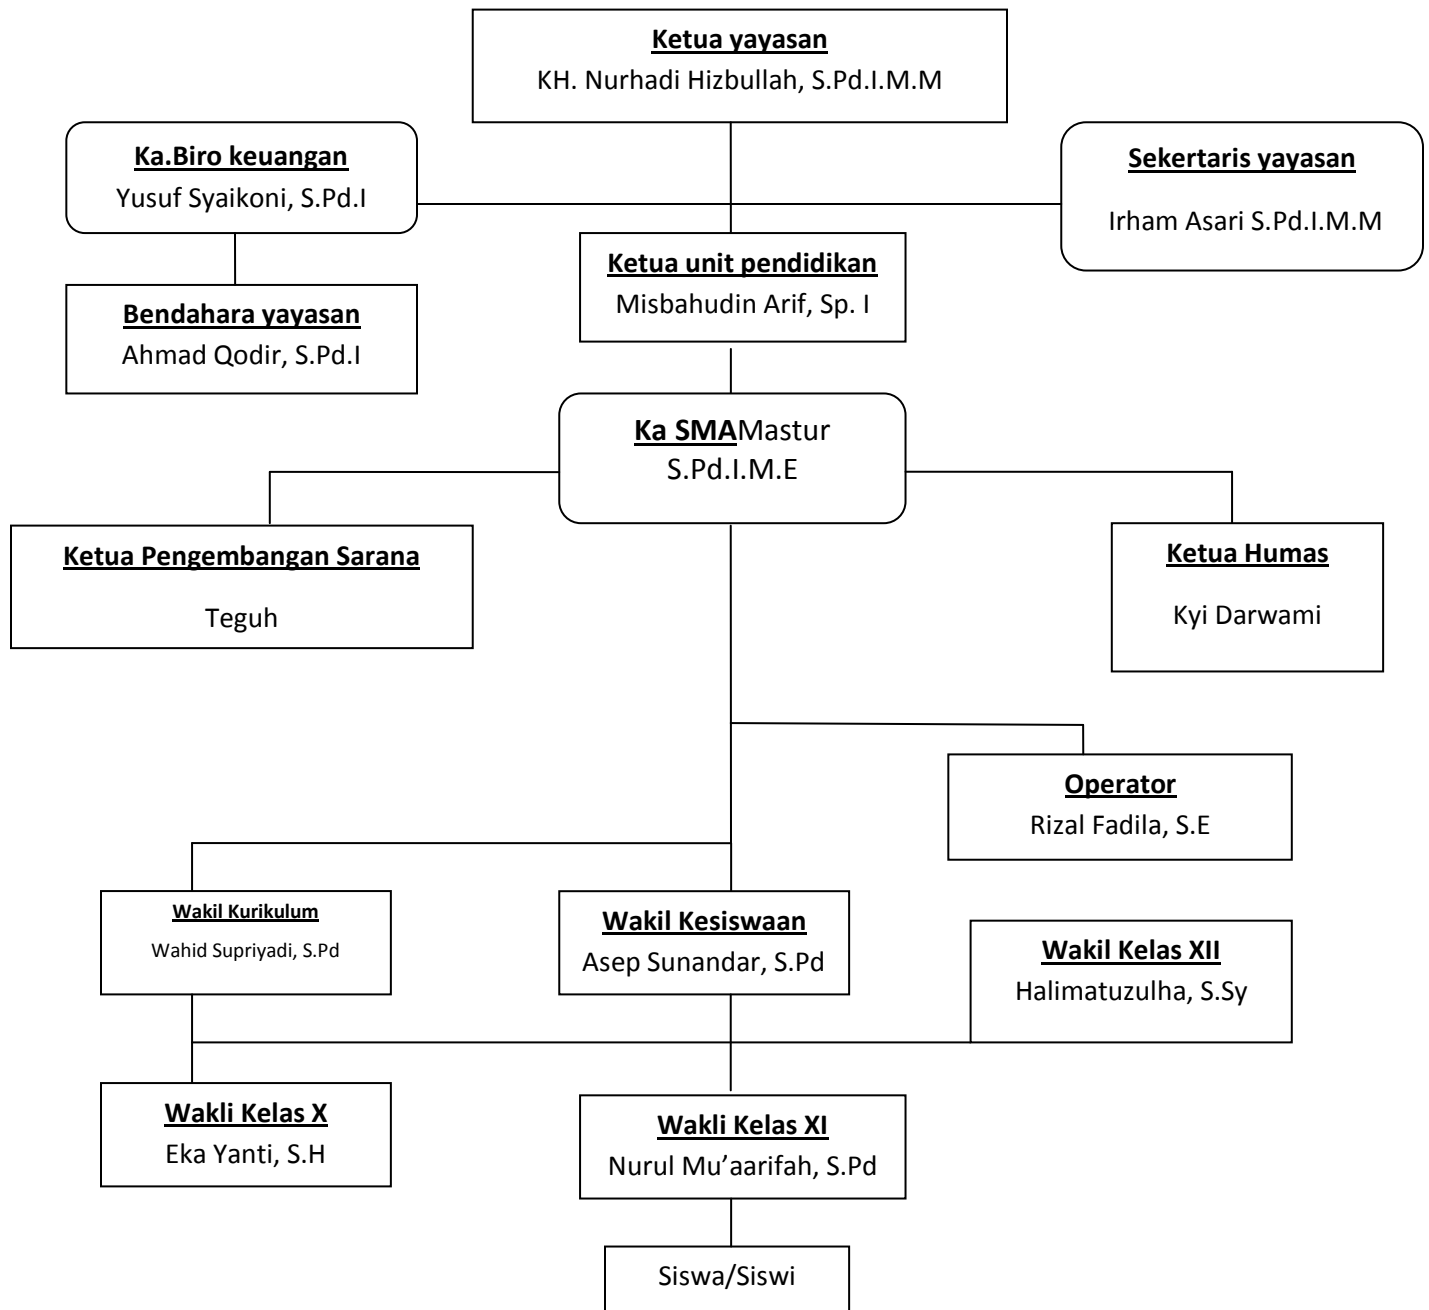 Ketua yayasan
KH. Nurhadi Hizbullah, S.Pd.I.M.M
Ka.Biro keuangan
Yusuf Syaikoni, S.Pd.I
Sekertaris yayasan
Irham Asari S.Pd.I.M.M
Ketua unit pendidikan
Misbahudin Arif, Sp. I
Bendahara yayasan
Ahmad Qodir, S.Pd.I
Ka SMAMastur
S.Pd.I.M.E
Ketua Pengembangan Sarana
Teguh
Ketua Humas
Kyi Darwami
Operator
Rizal Fadila, S.E
Wakil Kurikulum
Wahid Supriyadi, S.Pd
Wakil Kesiswaan
Asep Sunandar, S.Pd
Wakil Kelas XII
Halimatuzulha, S.Sy
Wakli Kelas X
Eka Yanti, S.H
Wakli Kelas XI
Nurul Mu’aarifah, S.Pd
Siswa/Siswi